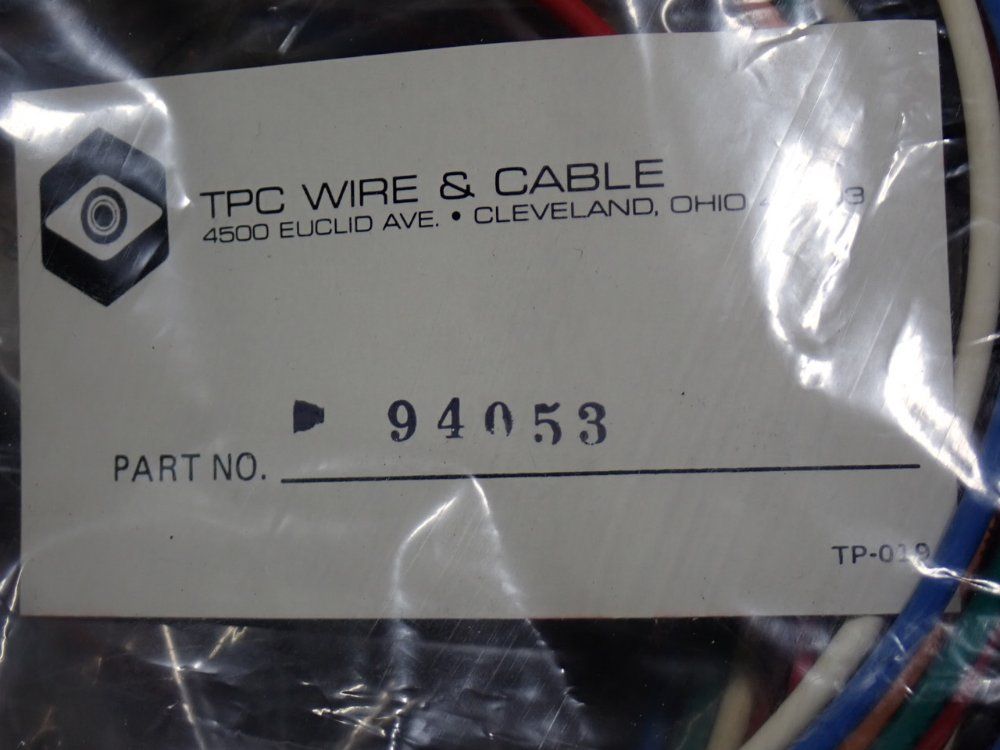 TPC WIRE & CABLE
4500 EUCLID AVE. • CLEVELAND, OHIO
94053
PART NO.
TP-019